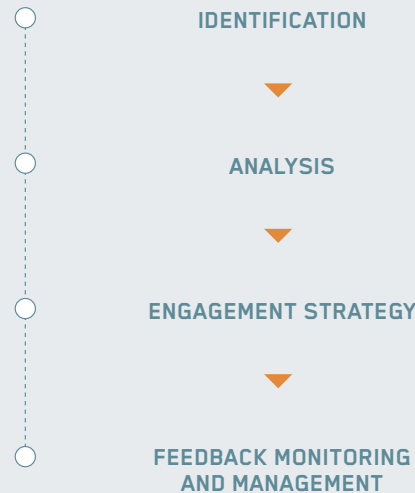 IDENTIFICATION
ANALYSIS
ENGAGEMENT STRATEGY
FEEDBACK MONITORING
AND MANAGEMENT